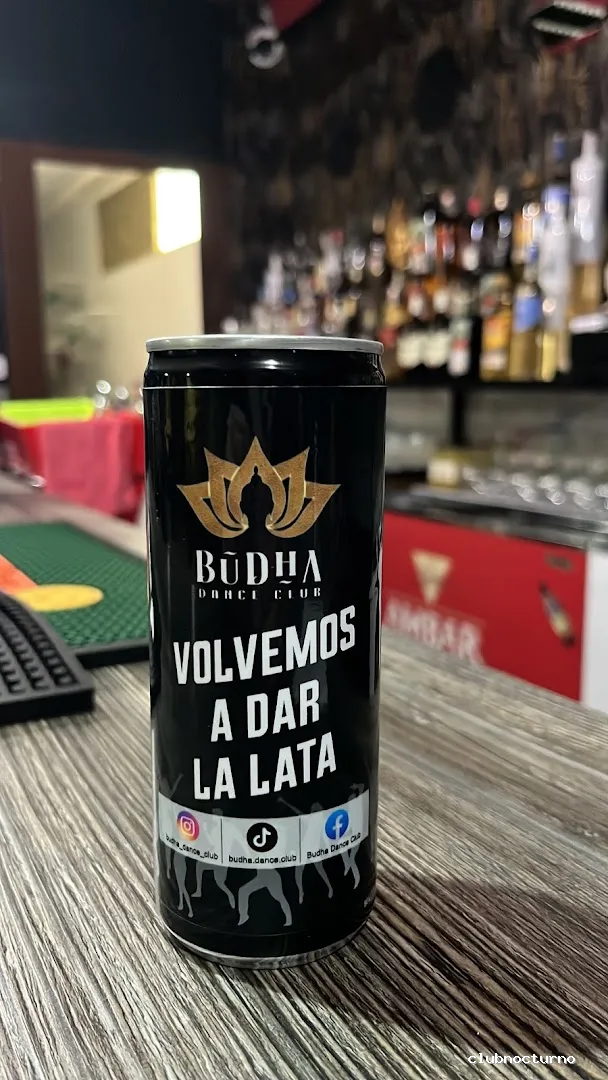 BŪDHA
DANCE CLUB
VOLVEMOS
A DAR
LA LATA
budha_dance_club
budha.dance.club
Budha Dance Club
AMBAR
clubnocturno